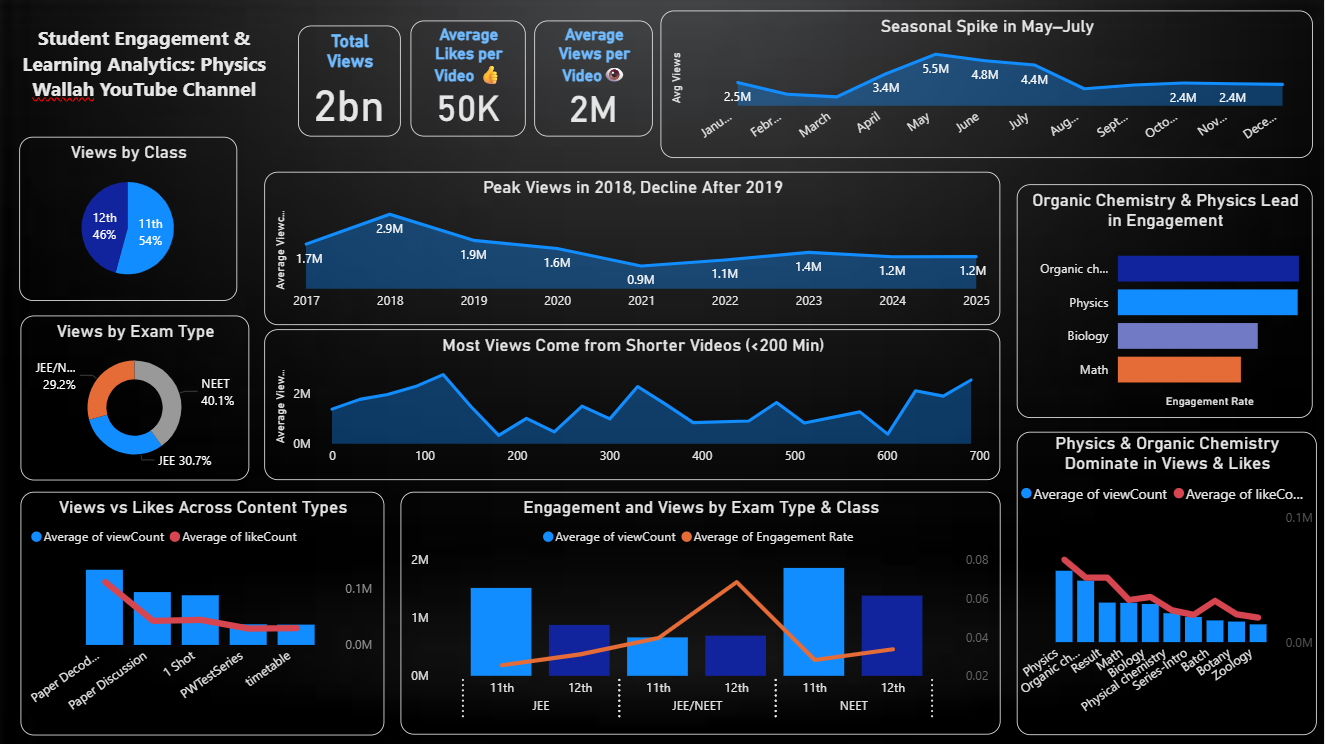 Student Engagement &
Learning Analytics: Physics
Wallah YouTube Channel
Total
Views
2bn
Average
Likes per
Video 👍
50K
Average
Views per
Video 👁
2M
Seasonal Spike in May—July
Avg Views
2.5M
3.4M
5.5M
4.8M
4.4M
2.4M
2.4M
Janu...
Febr...
March
April
May
June
July
Aug...
Sept...
Octo...
Nov...
Dece...
Views by Class
12th
46%
11th
54%
Peak Views in 2018, Decline After 2019
Average Viewc...
1.7M
2.9M
1.9M
1.6M
0.9M
1.1M
1.4M
1.2M
1.2M
2017 2018 2019 2020 2021 2022 2023 2024 2025
Organic Chemistry & Physics Lead
in Engagement
Organic ch...
Physics
Biology
Math
Engagement Rate
Views by Exam Type
JEE/N...
29.2%
NEET
40.1%
JEE 30.7%
Most Views Come from Shorter Videos (<200 Min)
Average View...
2M
0M
0 100 200 300 400 500 600 700
Views vs Likes Across Content Types
Average of viewCount Average of likeCount
0.1M
0.0M
Paper Decod...
Paper Discussion
1 Shot
PWTestSeries
timetable
Engagement and Views by Exam Type & Class
Average of viewCount Average of Engagement Rate
2M
1M
0M
0.08
0.06
0.04
0.02
11th 12th 11th 12th 11th 12th
JEE JEE/NEET NEET
Physics & Organic Chemistry
Dominate in Views & Likes
Average of viewCount Average of likeCo...
0.1M
0.0M
Physics
Organic ch...
Result
Math
Biology
Physical chemistry
Series-Intro
Batch
Botany
Zoology